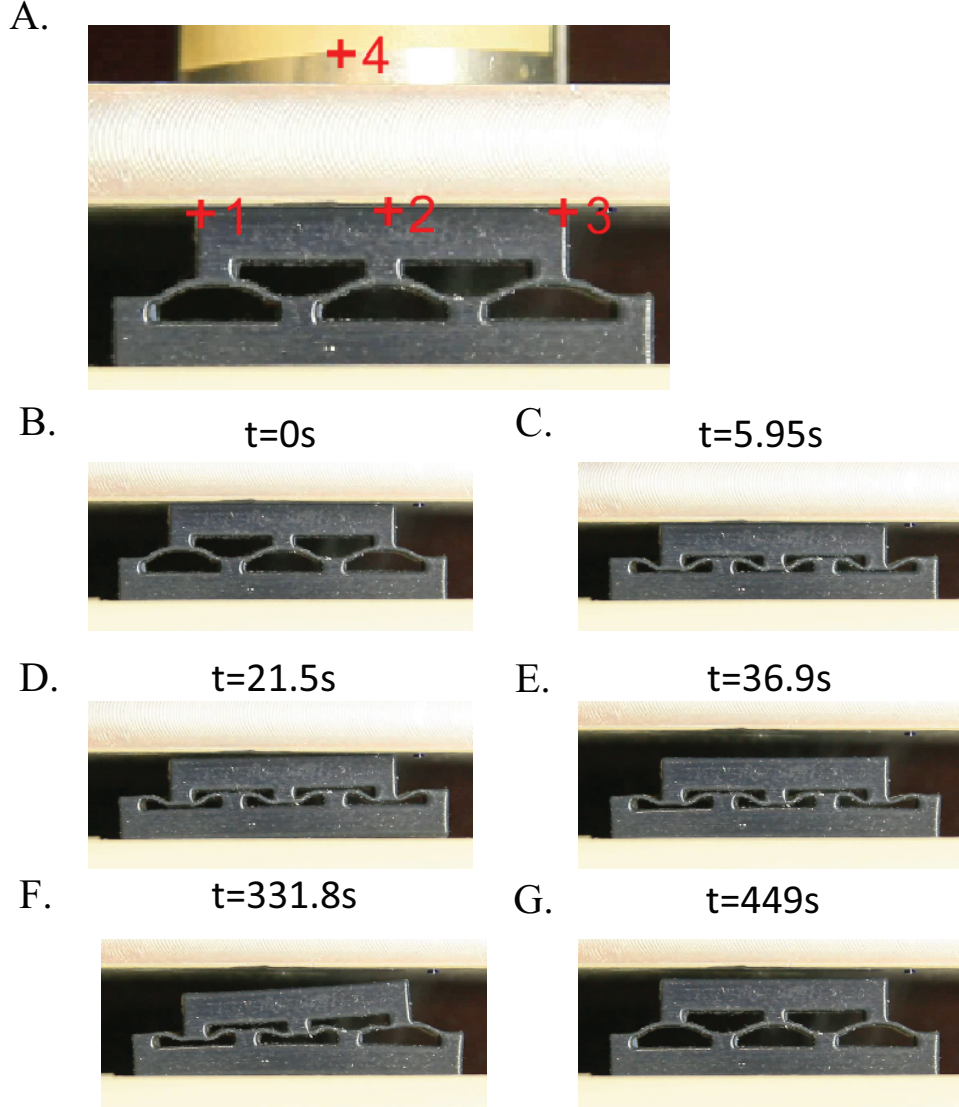 A.
+4
+1 +2 +3
B. t=0s C. t=5.95s
D. t=21.5s E. t=36.9s
F. t=331.8s G. t=449s